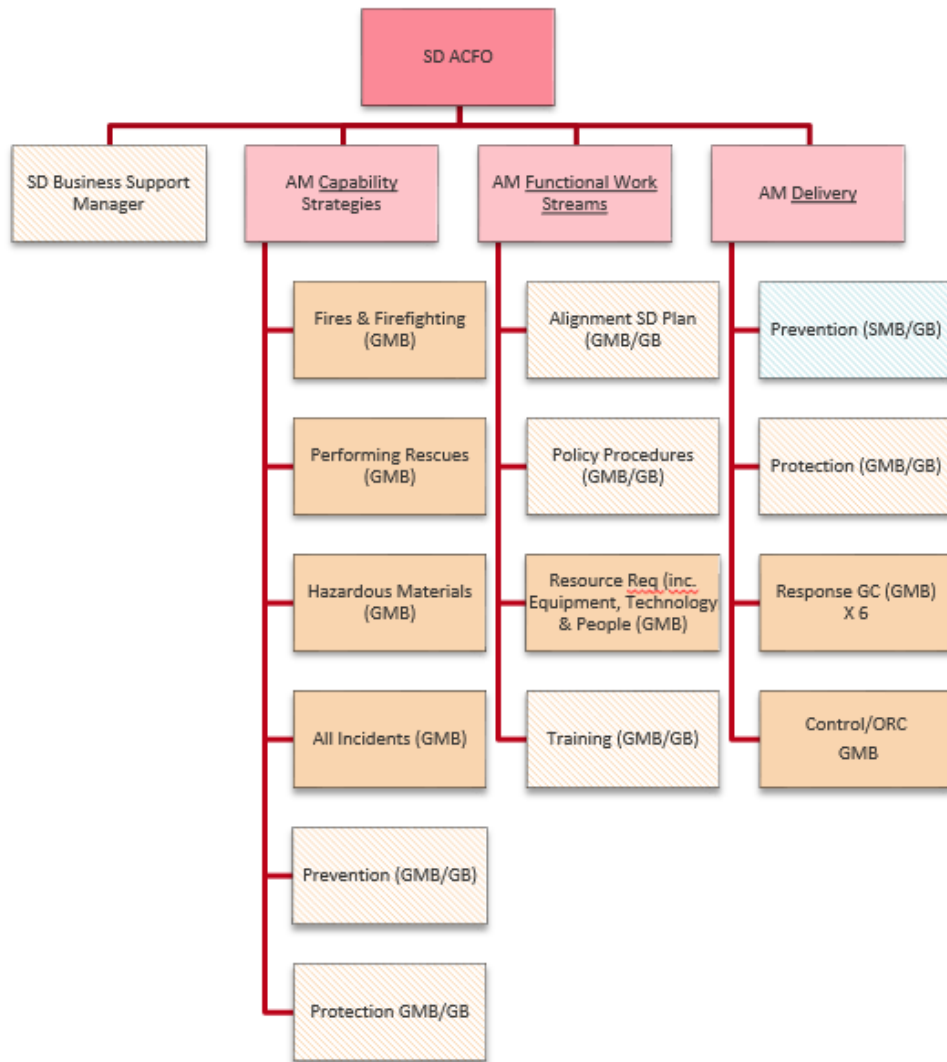 SD ACFO
SD Business Support
Manager
AM Capability
Strategies
AM Functional Work
Streams
AM Delivery
Fires & Firefighting
(GMB)
Performing Rescues
(GMB)
Hazardous Materials
(GMB)
All Incidents (GMB)
Prevention (GMB/GB)
Protection GMB/GB
Alignment SD Plan
(GMB/GB
Policy Procedures
(GMB/GB)
Resource Req (inc.
Equipment, Technology
& People (GMB)
Training (GMB/GB)
Prevention (SMB/GB)
Protection (GMB/GB)
Response GC (GMB)
X 6
Control/ORC
GMB